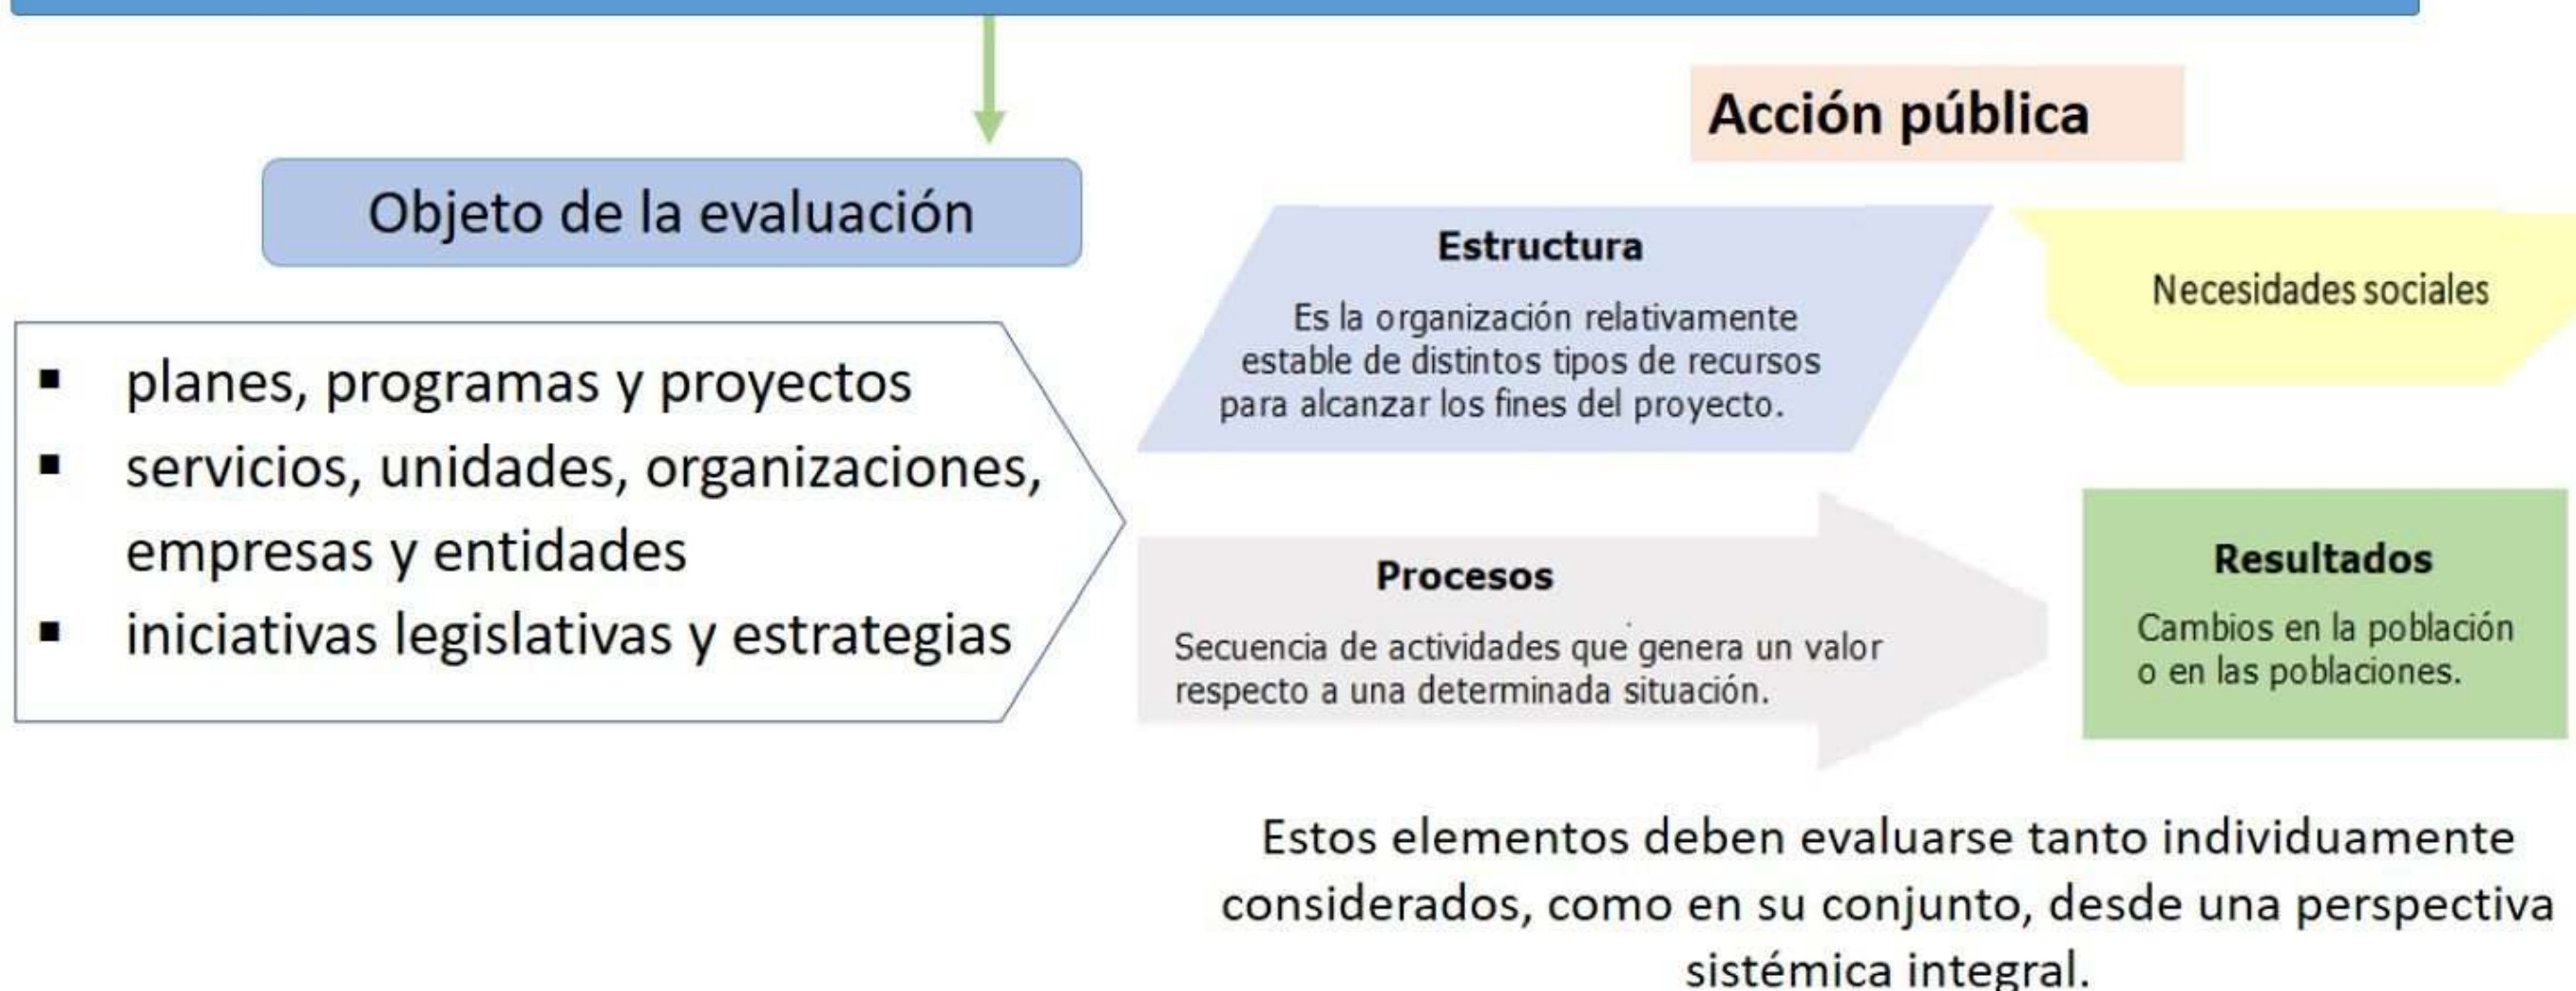 Acción pública
Objeto de la evaluación
▪ planes, programas y proyectos
▪ servicios, unidades, organizaciones,
empresas y entidades
▪ iniciativas legislativas y estrategias
Estructura
Es la organización relativamente
estable de distintos tipos de recursos
para alcanzar los fines del proyecto.
Necesidades sociales
Procesos
Secuencia de actividades que genera un valor
respecto a una determinada situación.
Resultados
Cambios en la población
o en las poblaciones.
Estos elementos deben evaluarse tanto individuamente
considerados, como en su conjunto, desde una perspectiva
sistémica integral.